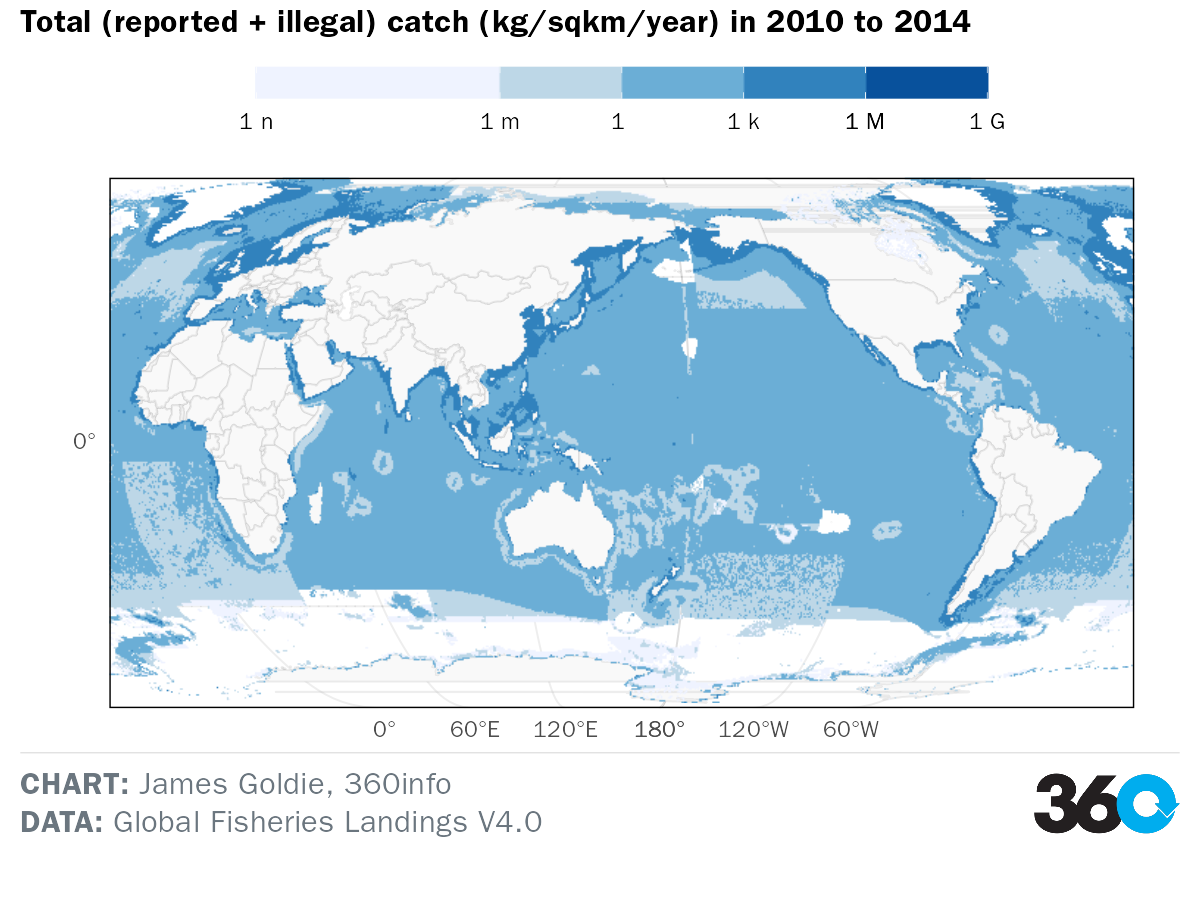 Total (reported + illegal) catch (kg/sqkm/year) in 2010 to 2014
1 n 1 m 1 1 k 1 M 1 G
0°
0° 60°E 120°E 180° 120°W 60°W
CHART: James Goldie, 360info
DATA: Global Fisheries Landings V4.0
360